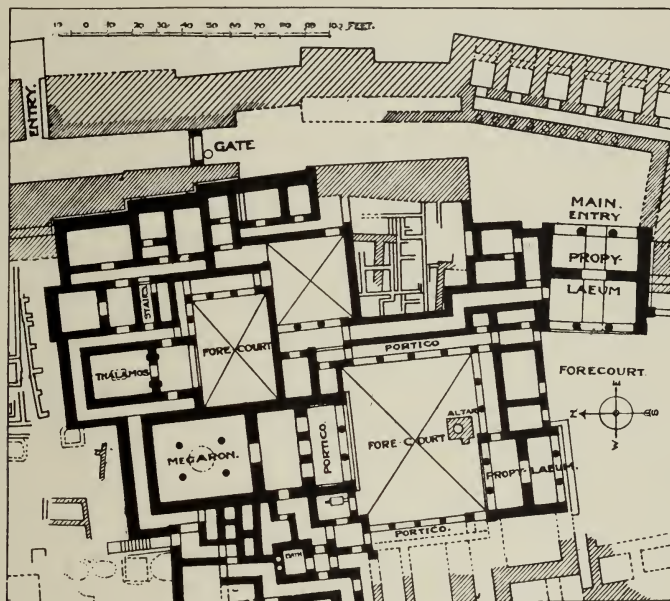 10 0 10 20 30 40 50 60 70 80 90 100 FEET.
ENTRY.
GATE
MAIN.
ENTRY
PROPY-
LAEUM
STAIRS
FORE COURT
PORTICO
THALAMOS
FORECOURT.
N
E
S
W
ALTAR
FORE-COURT
MEGARON.
PORTICO.
PROPY-LAEUM.
PORTICO
BATH